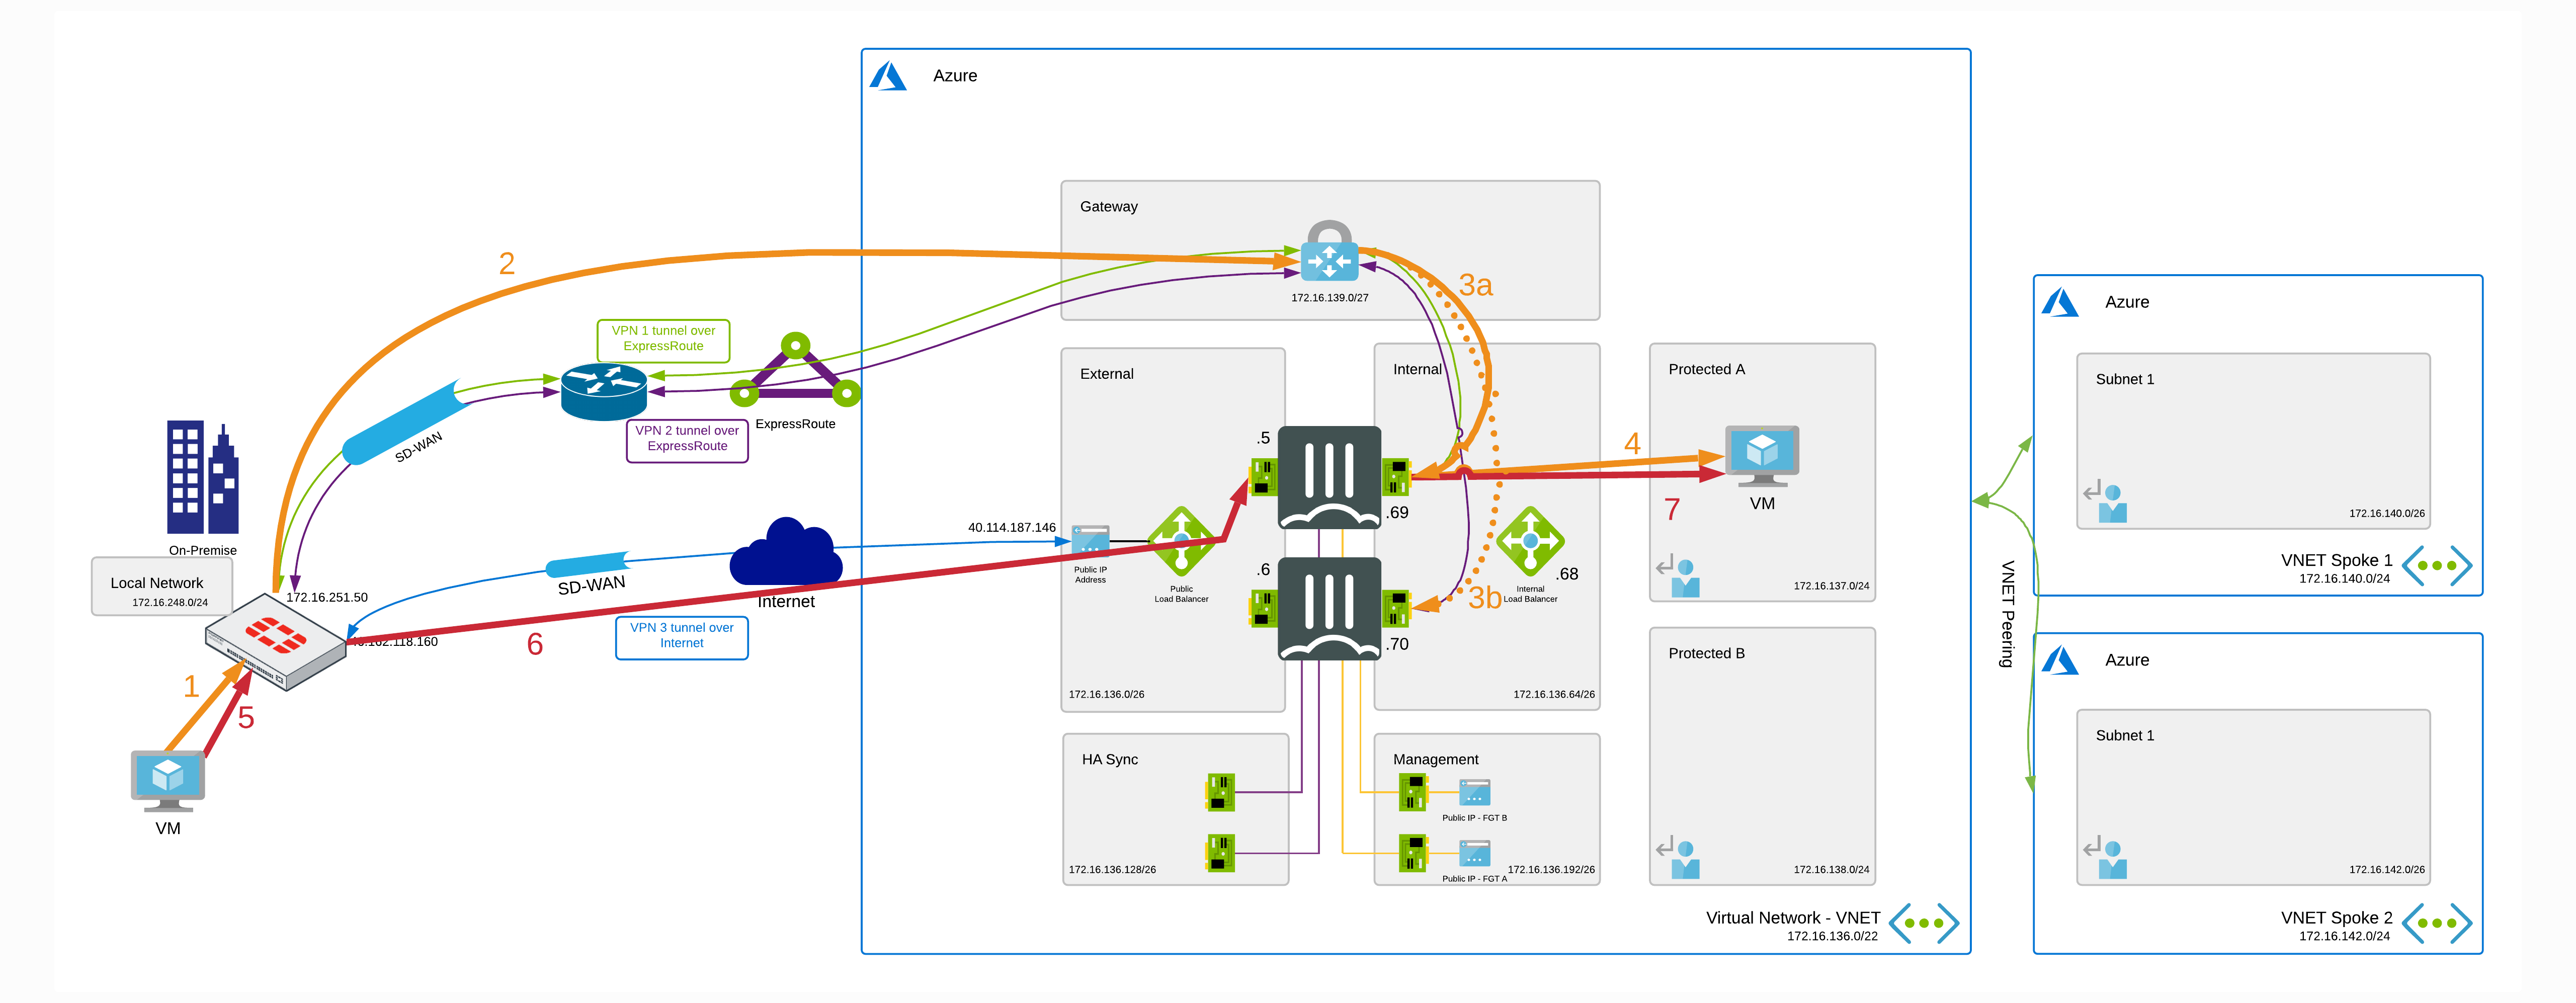 Azure
Gateway
172.16.139.0/27
2
3a
VPN 1 tunnel over
ExpressRoute
VPN 2 tunnel over
ExpressRoute
ExpressRoute
SD-WAN
On-Premise
Local Network
172.16.248.0/24
172.16.251.50
SD-WAN
Internet
VPN 3 tunnel over
Internet
6
1
5
VM
40.114.187.146
Public IP
Address
Public
Load Balancer
External
172.16.136.0/26
.5
.6
Internal
.69
.70
3b
Internal
Load Balancer
.68
172.16.136.64/26
4
7
Protected A
VM
172.16.137.0/24
Protected B
172.16.138.0/24
HA Sync
172.16.136.128/26
Management
Public IP - FGT B
Public IP - FGT A
172.16.136.192/26
Virtual Network - VNET
172.16.136.0/22
VNET Peering
Azure
Subnet 1
172.16.140.0/26
VNET Spoke 1
172.16.140.0/24
Azure
Subnet 1
172.16.142.0/26
VNET Spoke 2
172.16.142.0/24